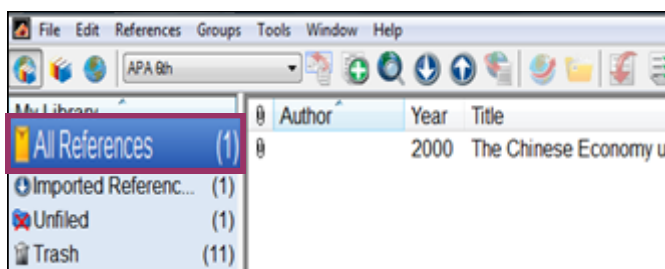 File Edit References Groups Tools Window Help
APA 6th
My Library
Author Year Title
All References (1)
2000 The Chinese Economy u
Imported Referenc... (1)
Unfiled (1)
Trash (11)